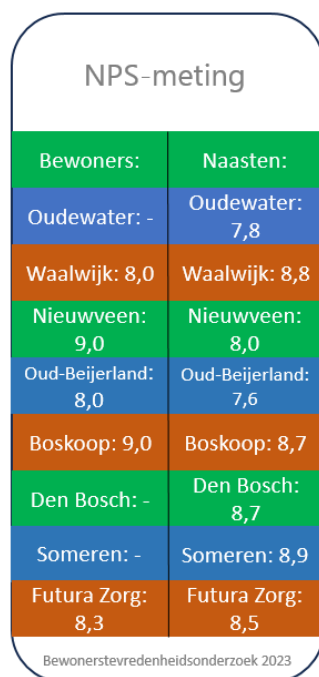 NPS-meting
Bewoners:
Naasten:
Oudewater: -
Oudewater:
7,8
Waalwijk: 8,0
Waalwijk: 8,8
Nieuwveen:
9,0
Nieuwveen:
8,0
Oud-Beijerland:
8,0
Oud-Beijerland:
7,6
Boskoop: 9,0
Boskoop: 8,7
Den Bosch: -
Den Bosch:
8,7
Someren: -
Someren: 8,9
Futura Zorg:
8,3
Futura Zorg:
8,5
Bewonerstevredenheidsonderzoek 2023